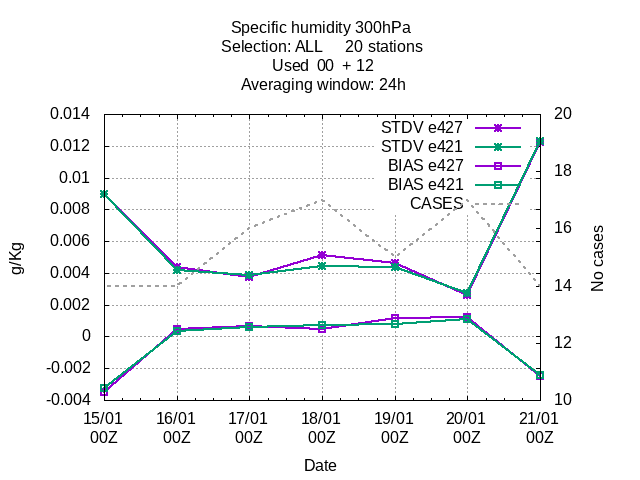 Specific humidity 300hPa
Selection: ALL     20 stations
Used  00  + 12
Averaging window: 24h
0.014
0.012
0.01
0.008
0.006
0.004
0.002
0
-0.002
-0.004
g/Kg
STDV e427
STDV e421
BIAS e427
BIAS e421
CASES
20
18
16
14
12
10
No cases
15/01 16/01 17/01 18/01 19/01 20/01 21/01
00Z 00Z 00Z 00Z 00Z 00Z 00Z
Date